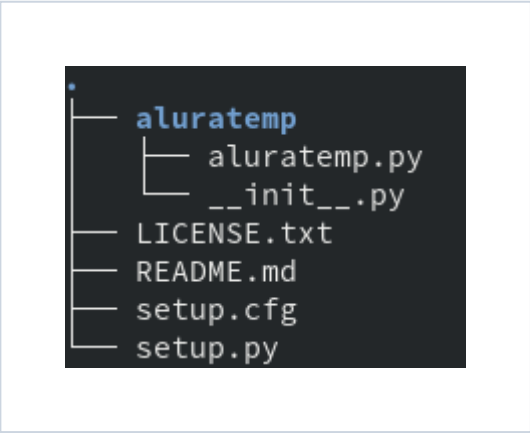 .
aluratemp
aluratemp.py
__init__.py
LICENSE.txt
README.md
setup.cfg
setup.py